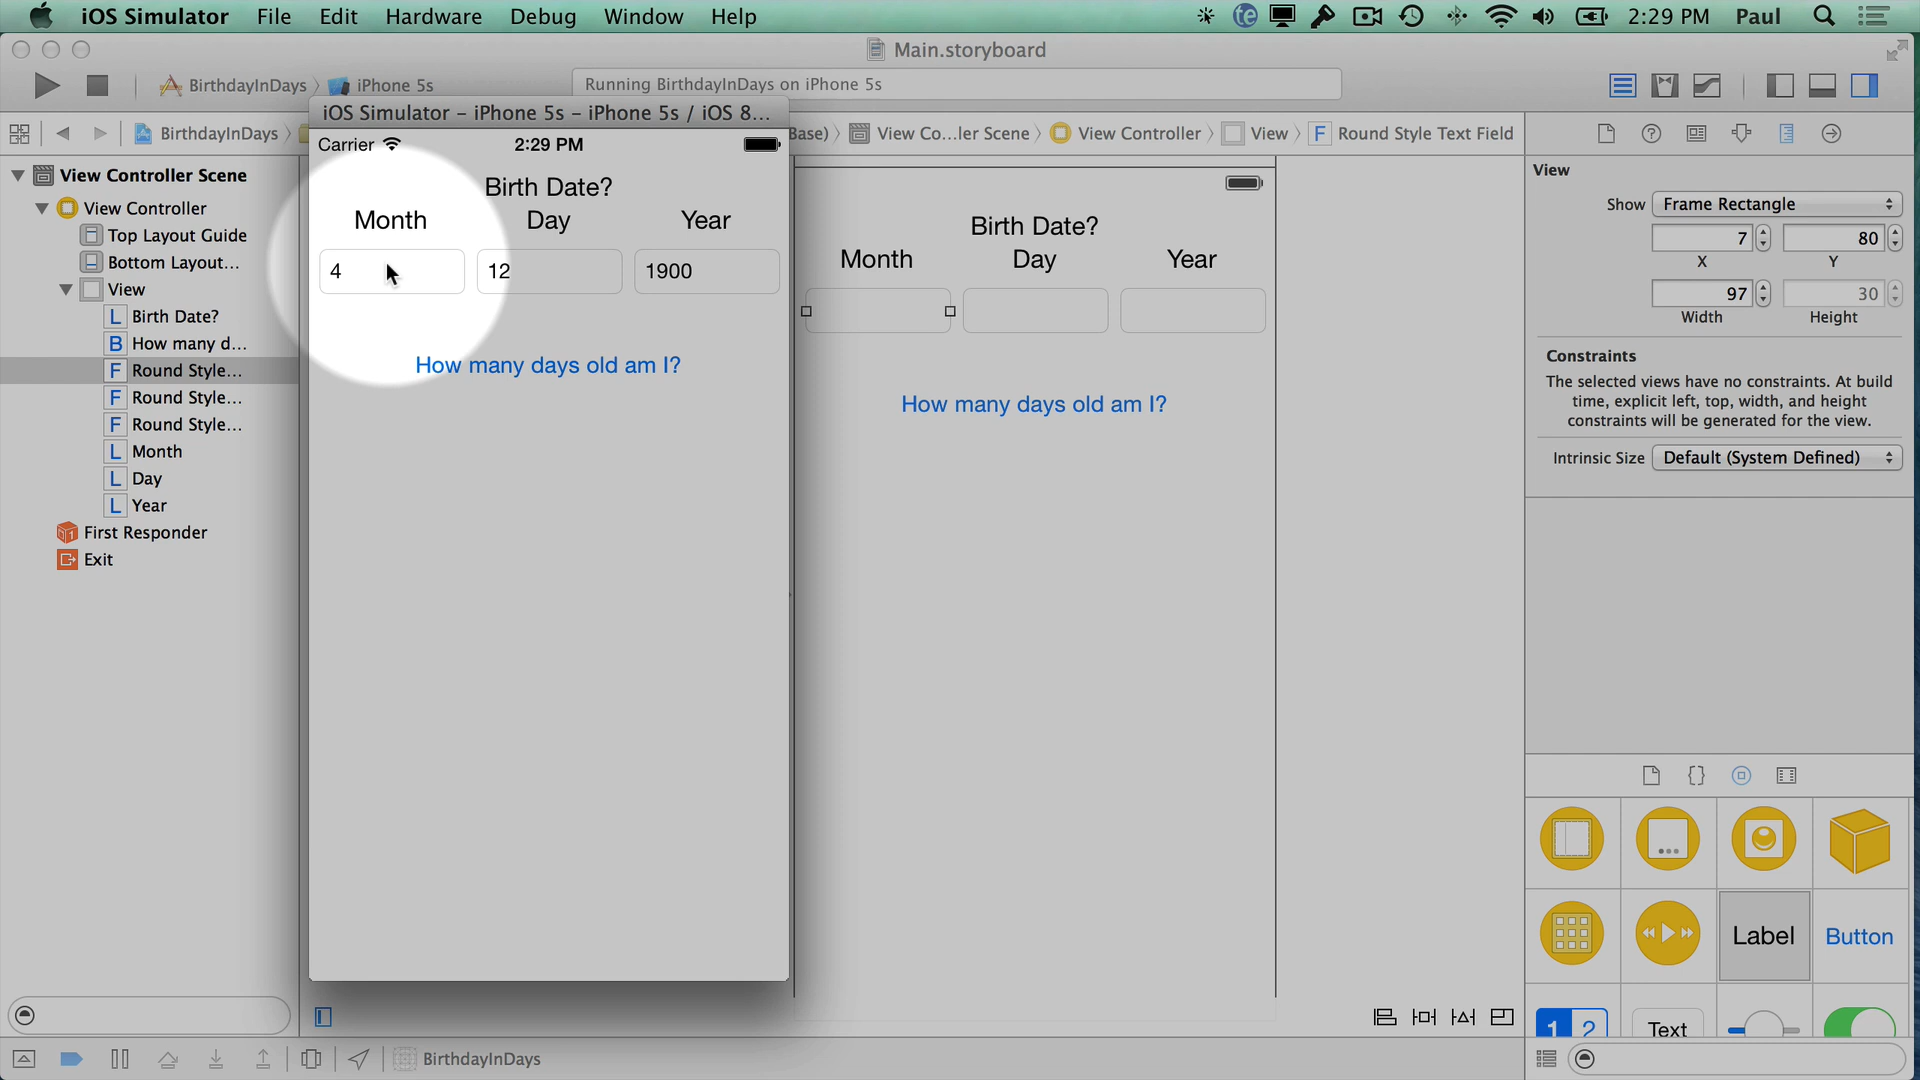 iOS Simulator File Edit Hardware Debug Window Help te 2:29 PM Paul
Main.storyboard
BirthdayInDays iPhone 5s Running BirthdayInDays on iPhone 5s
iOS Simulator – iPhone 5s – iPhone 5s / iOS 8...
BirthdayInDays Base) View Co...ler Scene View Controller View F Round Style Text Field
Carrier 2:29 PM
Birth Date?
Month Day Year
4 12 1900
How many days old am I?
View Controller Scene
View Controller
Top Layout Guide
Bottom Layout...
View
L Birth Date?
B How many d...
F Round Style...
F Round Style...
F Round Style...
L Month
L Day
L Year
First Responder
Exit
Birth Date?
Month Day Year
How many days old am I?
View
Show Frame Rectangle
7 80
X Y
97 30
Width Height
Constraints
The selected views have no constraints. At build
time, explicit left, top, width, and height
constraints will be generated for the view.
Intrinsic Size Default (System Defined)
{}
Label Button
1 2 Text
BirthdayInDays